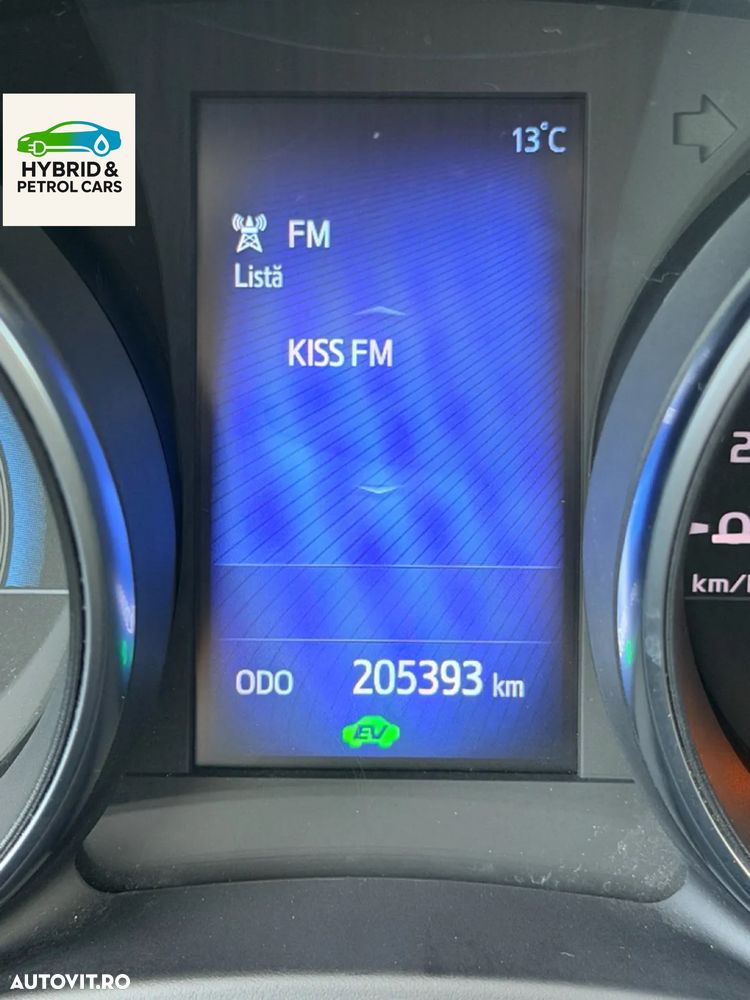 13°C
HYBRID &
PETROL CARS
FM
Listă
KISS FM
km/
ODO 205393 km
EV
AUTOVIT.RO